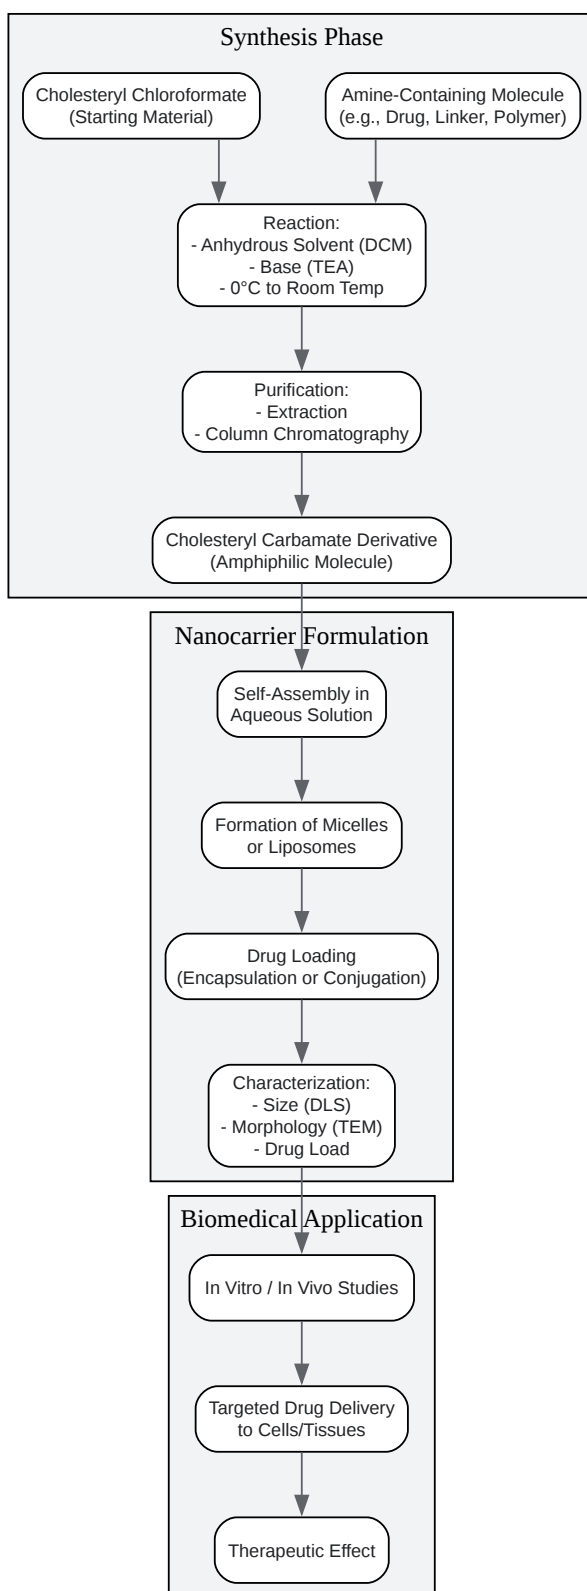 Synthesis Phase
Cholesteryl Chloroformate
(Starting Material)
Amine-Containing Molecule
(e.g., Drug, Linker, Polymer)
Reaction:
- Anhydrous Solvent (DCM)
- Base (TEA)
- 0°C to Room Temp
Purification:
- Extraction
- Column Chromatography
Cholesteryl Carbamate Derivative
(Amphiphilic Molecule)
Nanocarrier Formulation
Self-Assembly in
Aqueous Solution
Formation of Micelles
or Liposomes
Drug Loading
(Encapsulation or Conjugation)
Characterization:
- Size (DLS)
- Morphology (TEM)
- Drug Load
Biomedical Application
In Vitro / In Vivo Studies
Targeted Drug Delivery
to Cells/Tissues
Therapeutic Effect